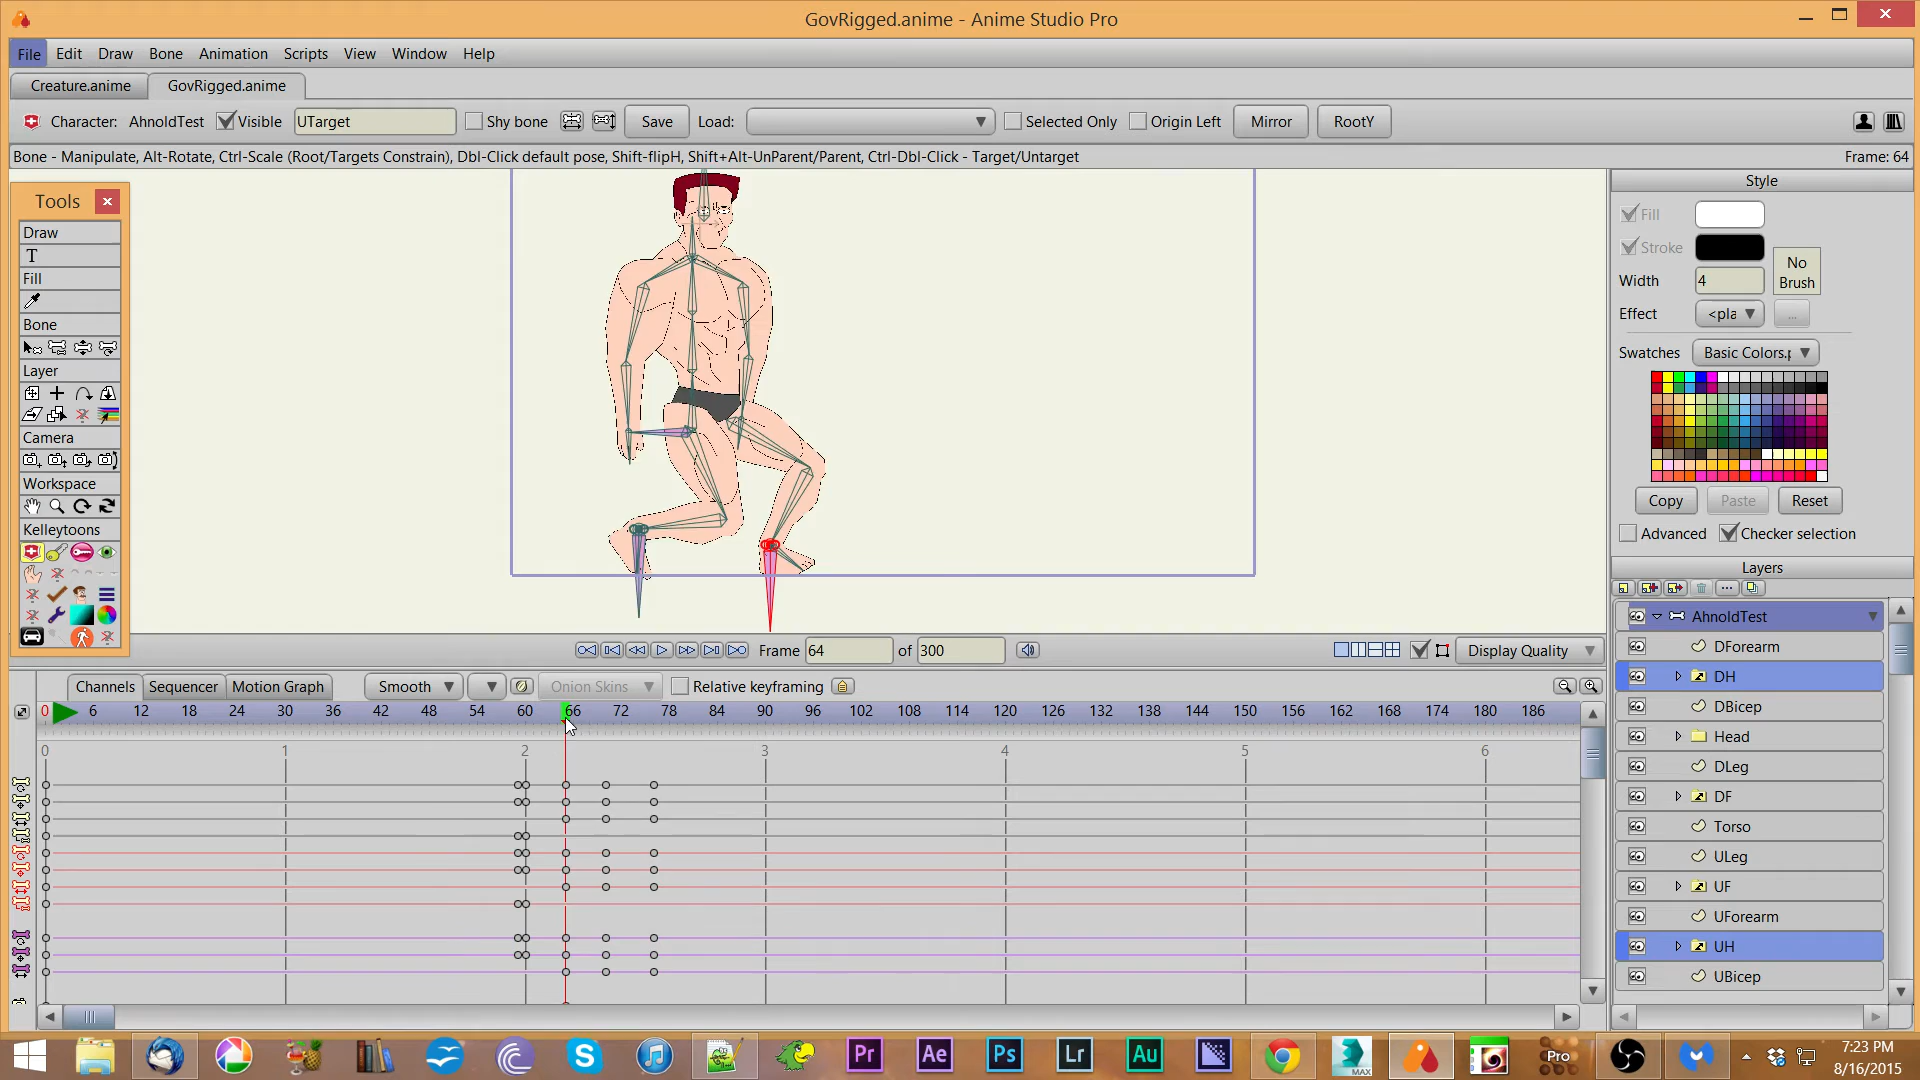 GovRigged.anime - Anime Studio Pro
File Edit Draw Bone Animation Scripts View Window Help
Creature.anime GovRigged.anime
Character: AhnoldTest Visible UTarget Shy bone Save Load: Selected Only Origin Left Mirror RootY
Bone - Manipulate, Alt-Rotate, Ctrl-Scale (Root/Targets Constrain), Dbl-Click default pose, Shift-flipH, Shift+Alt-UnParent/Parent, Ctrl-Dbl-Click - Target/Untarget Frame: 64
Tools
Draw
T
Fill
Bone
Layer
Camera
Workspace
Kelleytoons
Style
Fill
Stroke
No
Brush
Width 4
Effect <pla ...
Swatches Basic Colors.p
Copy Paste Reset
Advanced Checker selection
Layers
AhnoldTest
DForearm
DH
DBicep
Head
DLeg
DF
Torso
ULeg
UF
UForearm
UH
UBicep
Frame 64 of 300 Display Quality
Channels Sequencer Motion Graph Smooth Onion Skins Relative keyframing
0 6 12 18 24 30 36 42 48 54 60 66 72 78 84 90 96 102 108 114 120 126 132 138 144 150 156 162 168 174 180 186
0 1 2 3 4 5 6
Pr Ae Ps Lr Au MAX Pro
7:23 PM
8/16/2015